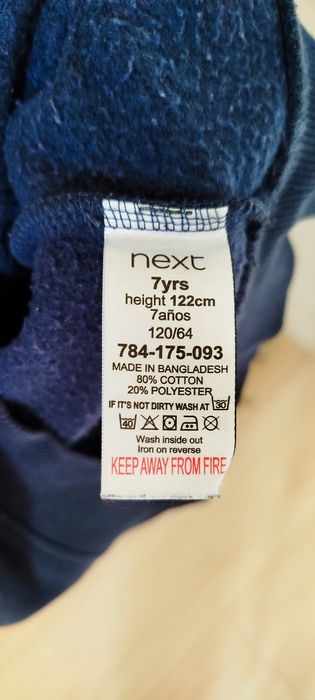 next
7yrs
height 122cm
7años
120/64
784-175-093
MADE IN BANGLADESH
80% COTTON
20% POLYESTER
IF IT'S NOT DIRTY WASH AT 30°
40°
Wash inside out
Iron on reverse
KEEP AWAY FROM FIRE